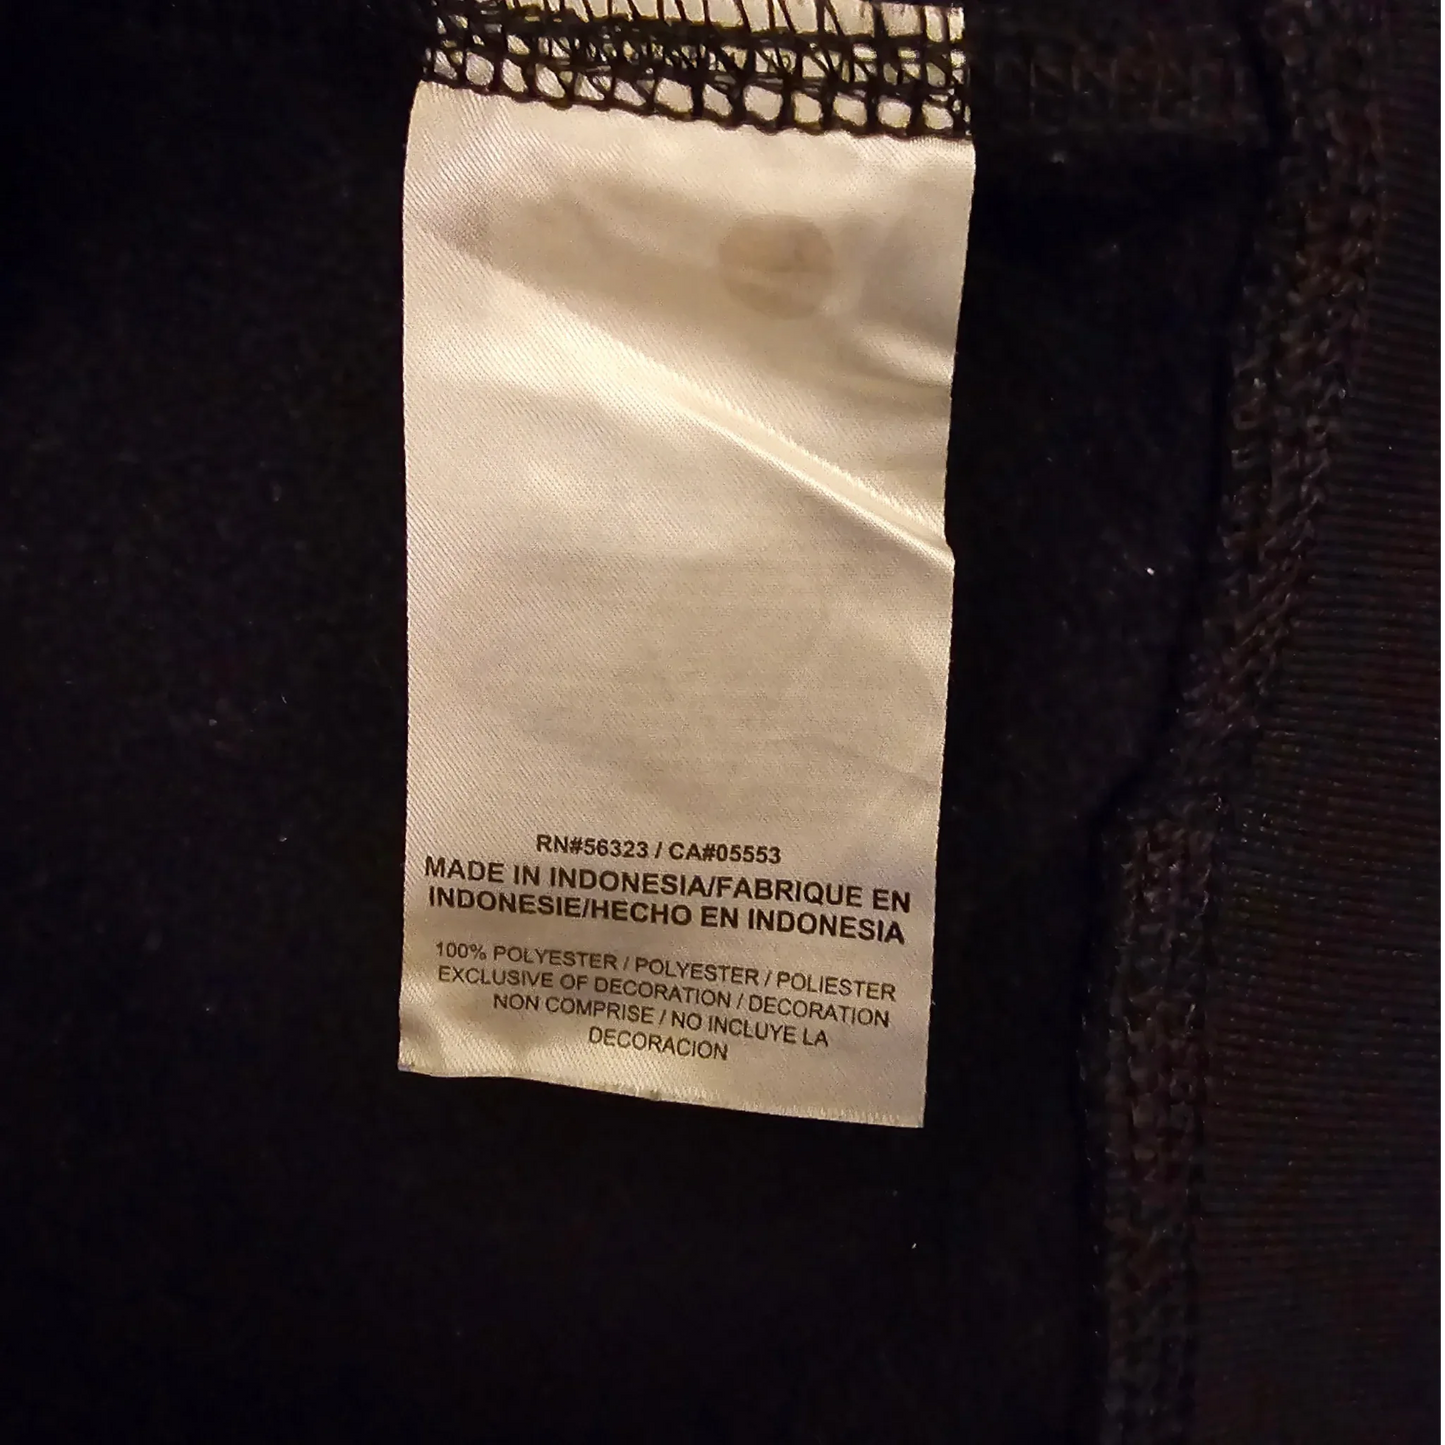 RN#56323 / CA#05553
MADE IN INDONESIA/FABRIQUE EN
INDONESIE/HECHO EN INDONESIA
100% POLYESTER / POLYESTER / POLIESTER
EXCLUSIVE OF DECORATION / DECORATION
NON COMPRISE / NO INCLUYE LA
DECORACION